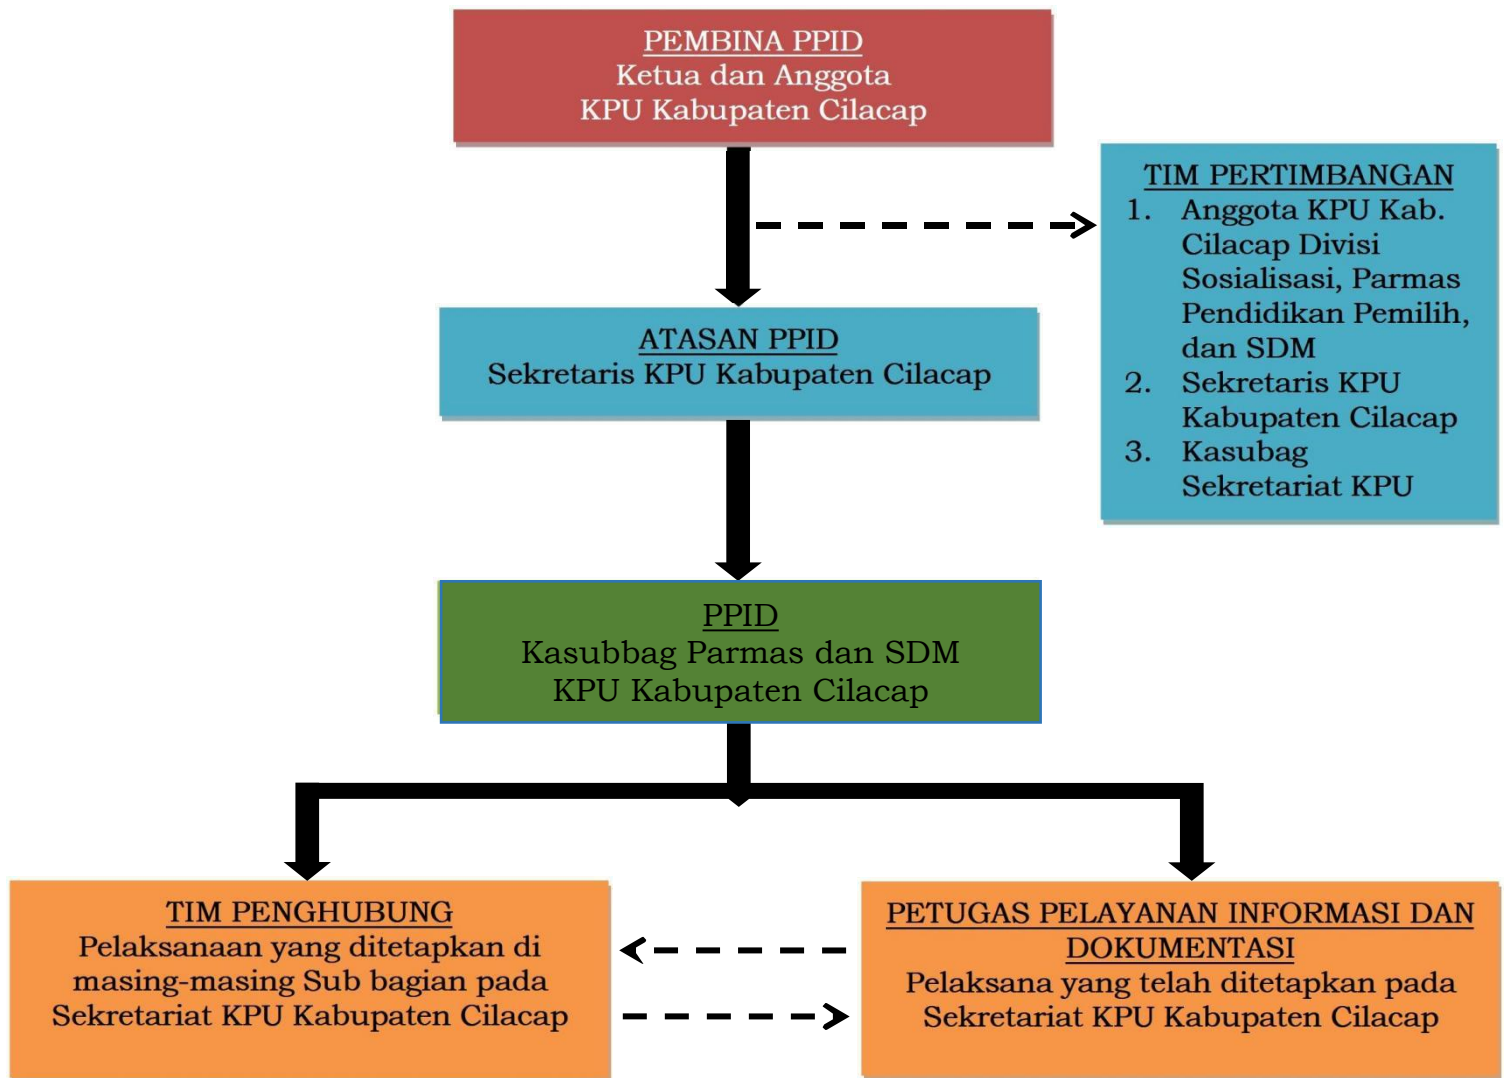 PEMBINA PPID
Ketua dan Anggota
KPU Kabupaten Cilacap
TIM PERTIMBANGAN
1. Anggota KPU Kab.
Cilacap Divisi
Sosialisasi, Parmas
Pendidikan Pemilih,
dan SDM
2. Sekretaris KPU
Kabupaten Cilacap
3. Kasubag
Sekretariat KPU
ATASAN PPID
Sekretaris KPU Kabupaten Cilacap
PPID
Kasubbag Parmas dan SDM
KPU Kabupaten Cilacap
TIM PENGHUBUNG
Pelaksanaan yang ditetapkan di
masing-masing Sub bagian pada
Sekretariat KPU Kabupaten Cilacap
PETUGAS PELAYANAN INFORMASI DAN
DOKUMENTASI
Pelaksana yang telah ditetapkan pada
Sekretariat KPU Kabupaten Cilacap